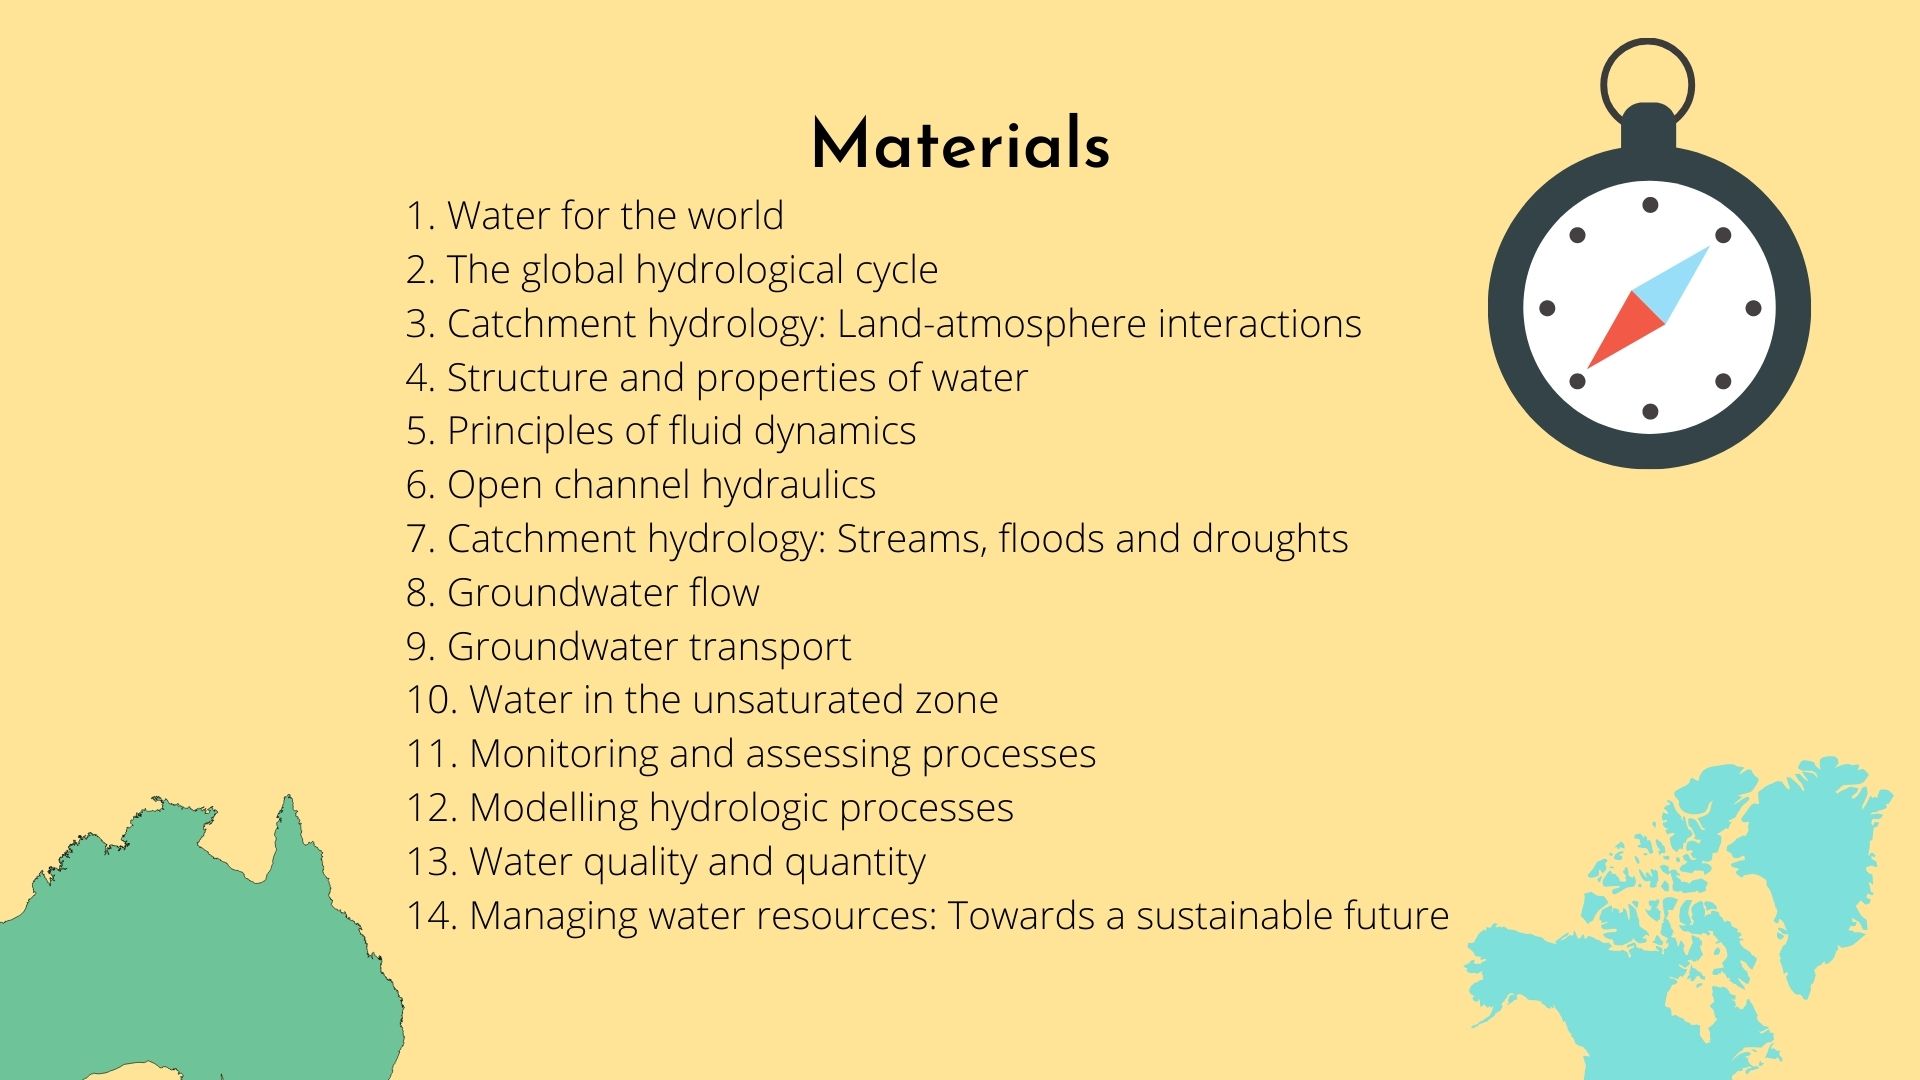 Materials
1. Water for the world
2. The global hydrological cycle
3. Catchment hydrology: Land-atmosphere interactions
4. Structure and properties of water
5. Principles of fluid dynamics
6. Open channel hydraulics
7. Catchment hydrology: Streams, floods and droughts
8. Groundwater flow
9. Groundwater transport
10. Water in the unsaturated zone
11. Monitoring and assessing processes
12. Modelling hydrologic processes
13. Water quality and quantity
14. Managing water resources: Towards a sustainable future